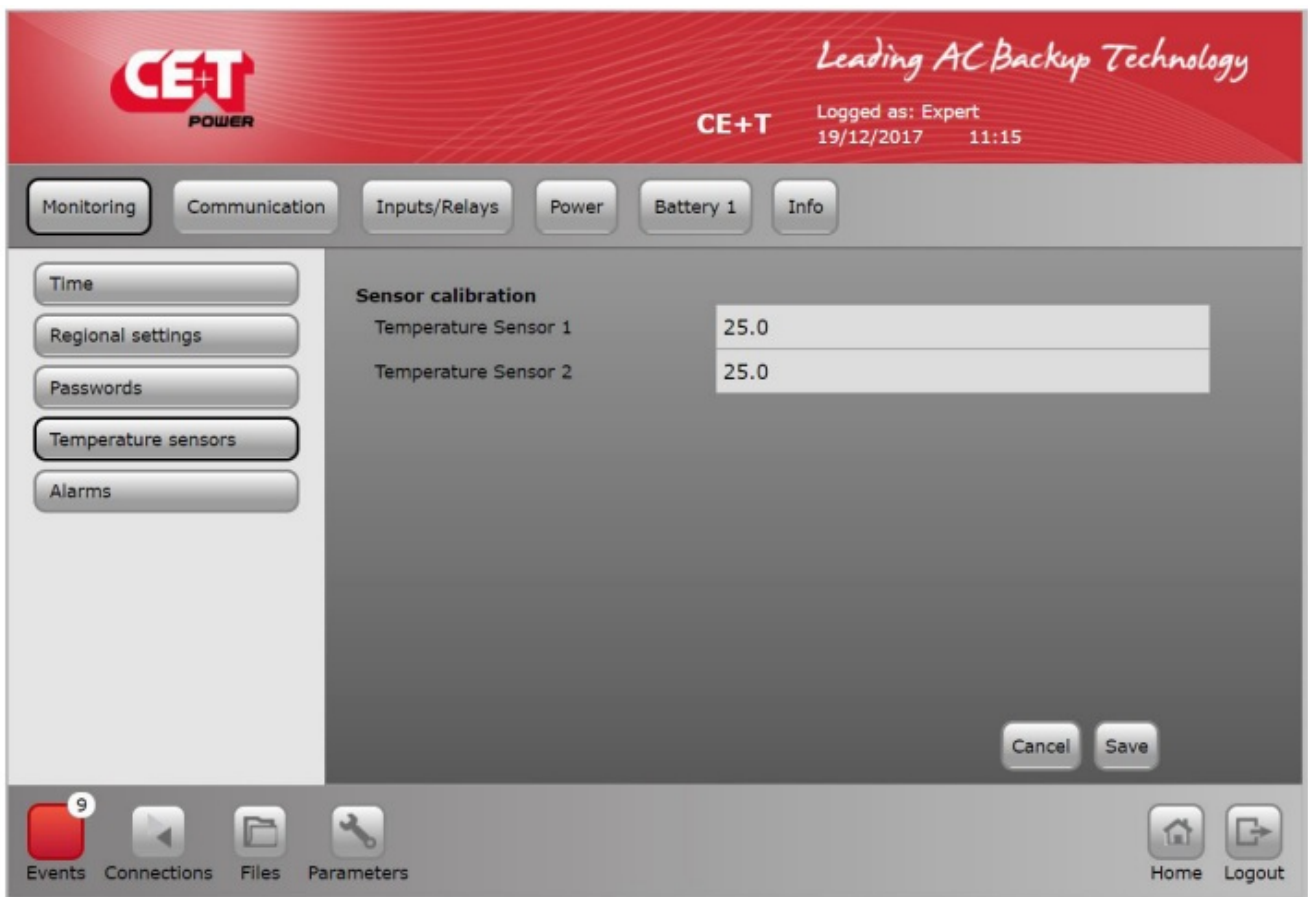 CE+T
POWER
Leading AC Backup Technology
CE+T
Logged as: Expert
19/12/2017 11:15
Monitoring Communication Inputs/Relays Power Battery 1 Info
Time
Regional settings
Passwords
Temperature sensors
Alarms
Sensor calibration
Temperature Sensor 1 25.0
Temperature Sensor 2 25.0
Cancel Save
9
Events Connections Files Parameters Home Logout